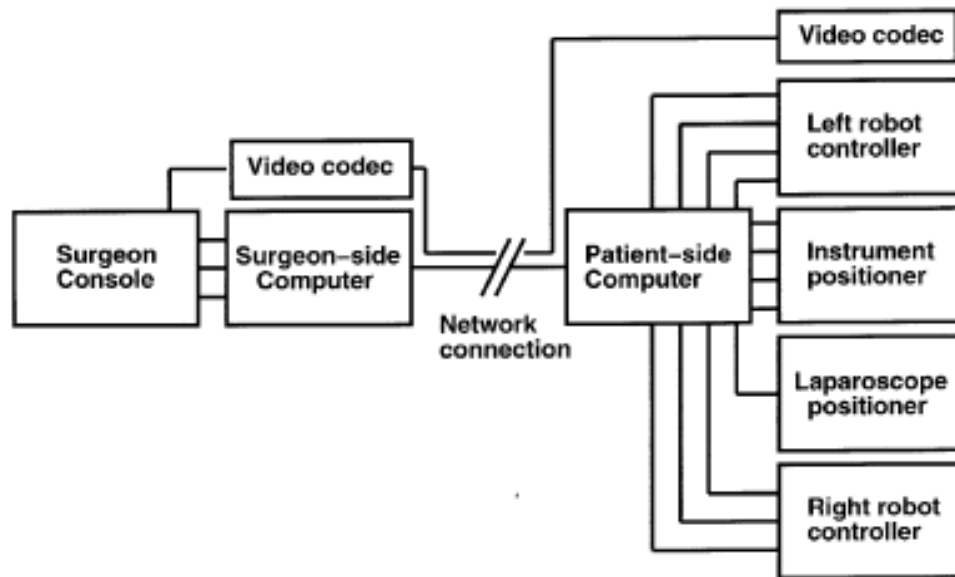 Video codec
Left robot
controller
Video codec
Surgeon
Console
Surgeon–side
Computer
Patient–side
Computer
Instrument
positioner
Network
connection
Laparoscope
positioner
Right robot
controller